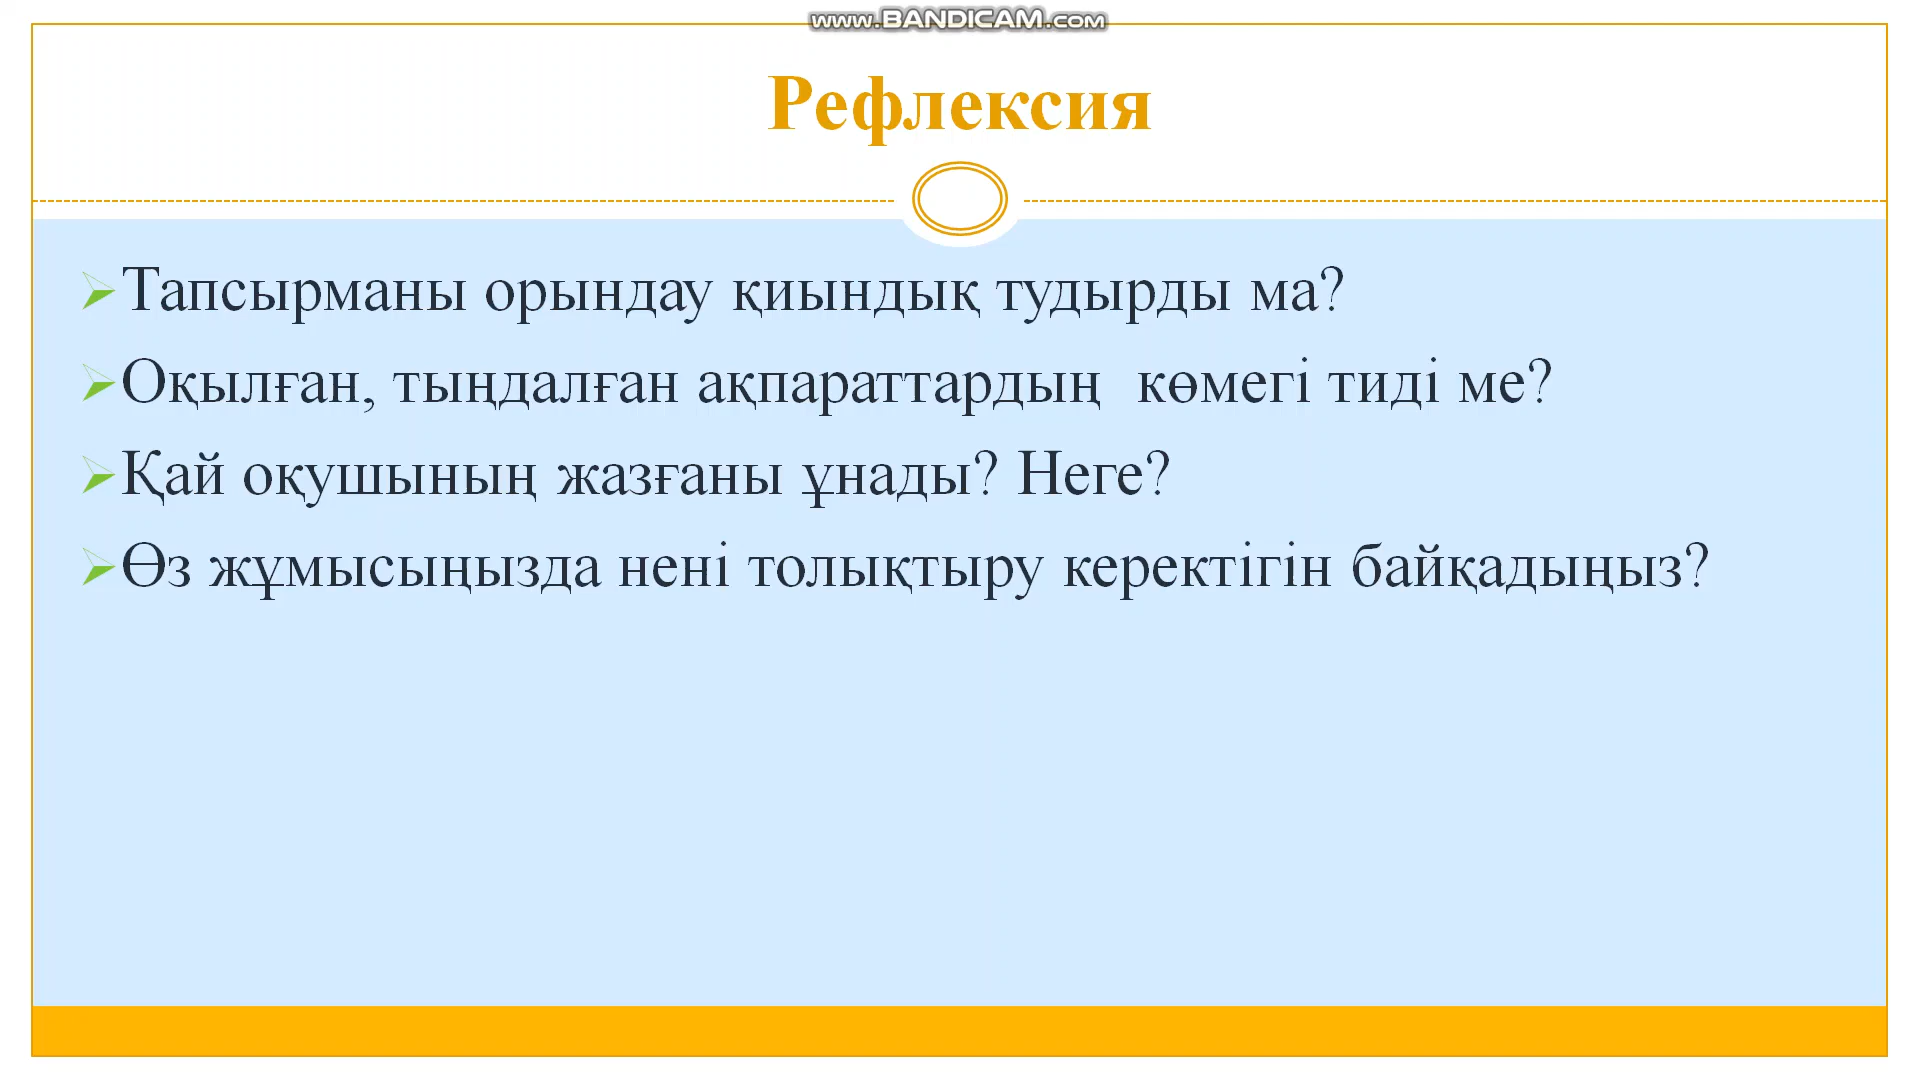 www.BANDICAM.com
Рефлексия
Тапсырманы орындау қиындық тудырды ма?
Оқылған, тыңдалған ақпараттардың  көмегі тиді ме?
Қай оқушының жазғаны ұнады? Неге?
Өз жұмысыңызда нені толықтыру керектігін байқадыңыз?